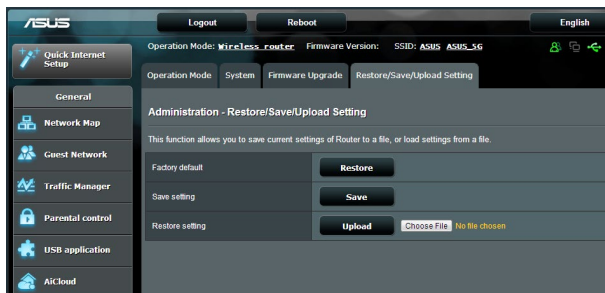 ASUS
Logout Reboot English
Quick Internet Setup
Operation Mode: Wireless router Firmware Version: SSID: ASUS ASUS_5G
Operation Mode System Firmware Upgrade Restore/Save/Upload Setting
General
Network Map
Guest Network
Traffic Manager
Parental control
USB application
AiCloud
Administration - Restore/Save/Upload Setting
This function allows you to save current settings of Router to a file, or load settings from a file.
Factory default Restore
Save setting Save
Restore setting Upload Choose File No file chosen